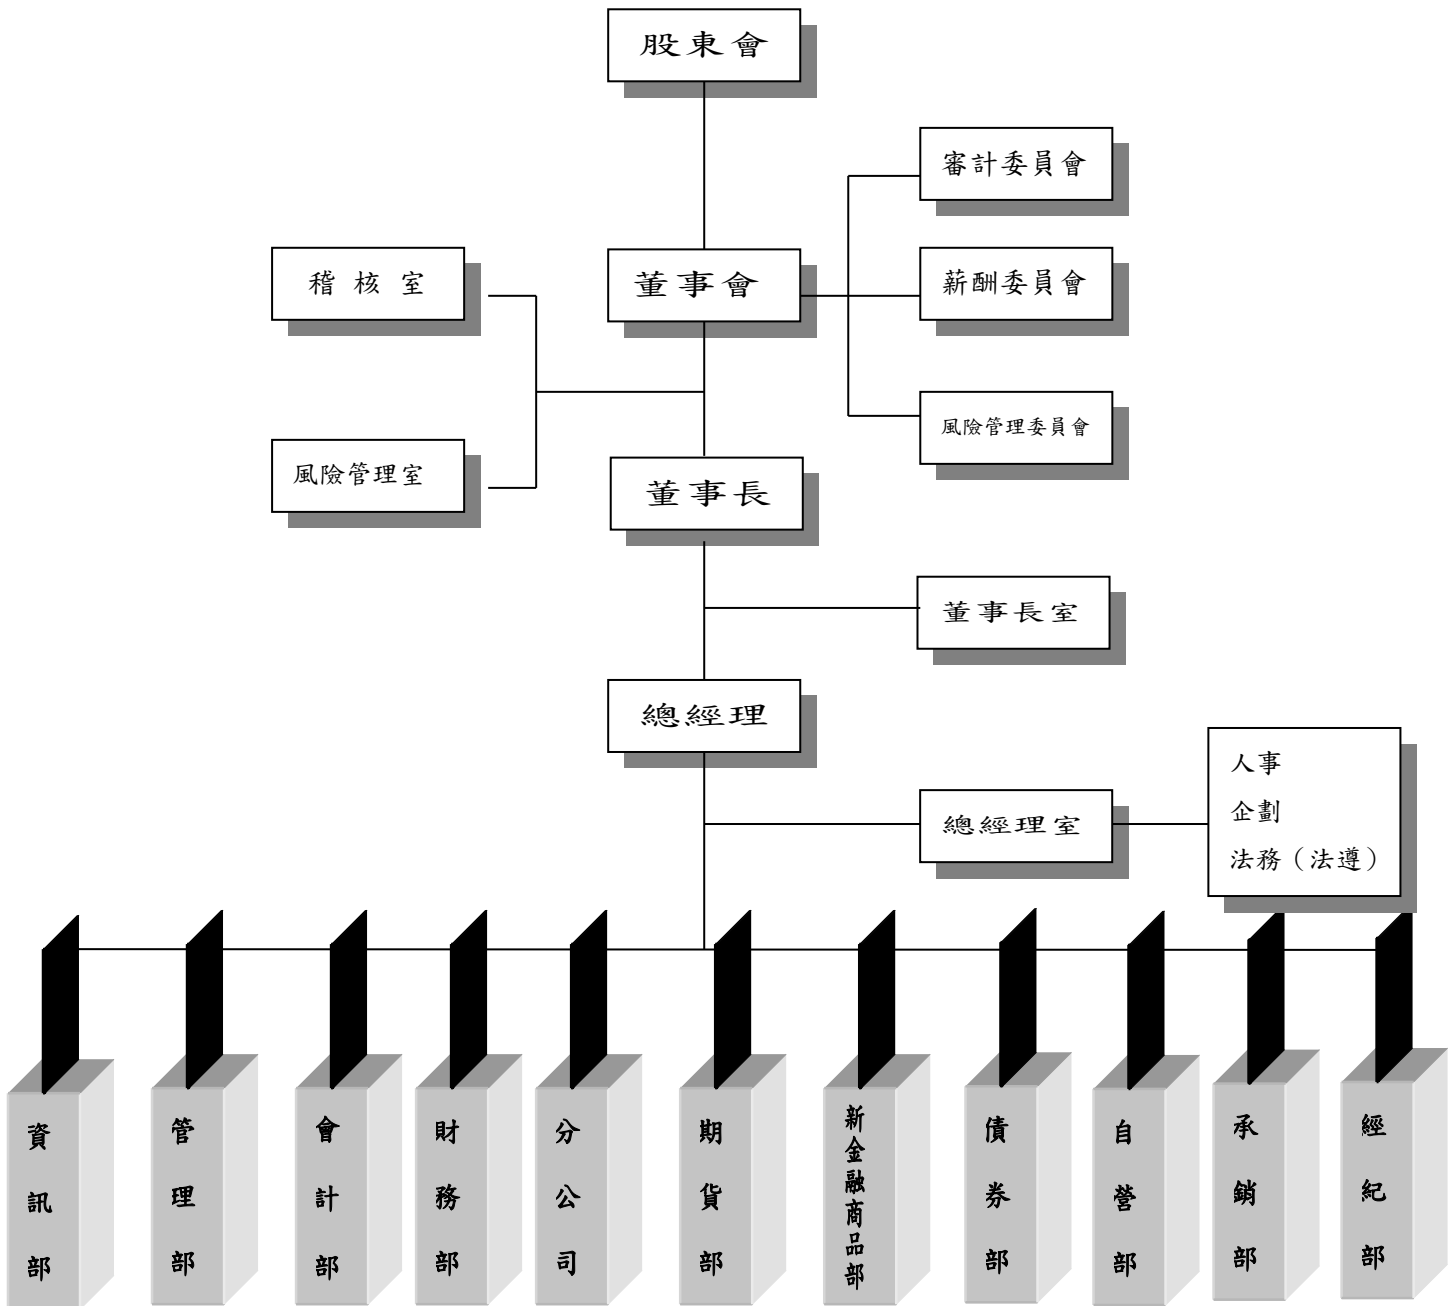 股東會
審計委員會
稽核室
董事會
薪酬委員會
風險管理委員會
風險管理室
董事長
董事長室
總經理
人事
企劃
法務（法遵）
總經理室
資訊部
管理部
會計部
財務部
分公司
期貨部
新金融商品部
債券部
自營部
承銷部
經紀部